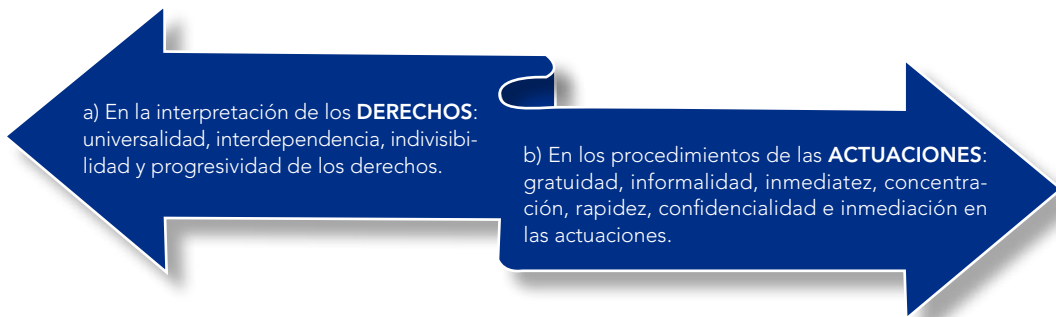 a) En la interpretación de los DERECHOS:
universalidad, interdependencia, indivisibi-
lidad y progresividad de los derechos.
b) En los procedimientos de las ACTUACIONES:
gratuidad, informalidad, inmediatez, concentra-
ción, rapidez, confidencialidad e inmediación en
las actuaciones.